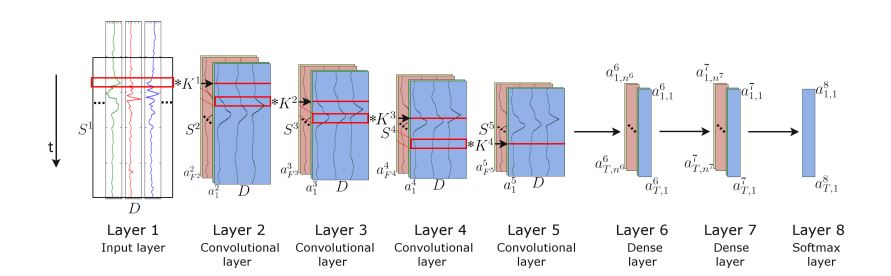 t
S^1
D
*K^1
S^2
a^2_{F^2}
a^2_1
D
*K^2
S^3
a^3_{F^3}
a^3_1
D
*K^3
S^4
a^4_{F^4}
a^4_1
D
*K^4
S^5
a^5_{F^5}
a^5_1
D
a^6_{1,n^6}
a^6_{1,1}
a^6_{T,n^6}
a^6_{T,1}
a^7_{1,n^7}
a^7_{1,1}
a^7_{T,n^7}
a^7_{T,1}
a^8_{1,1}
a^8_{T,1}
Layer 1
Input layer
Layer 2
Convolutional
layer
Layer 3
Convolutional
layer
Layer 4
Convolutional
layer
Layer 5
Convolutional
layer
Layer 6
Dense
layer
Layer 7
Dense
layer
Layer 8
Softmax
layer